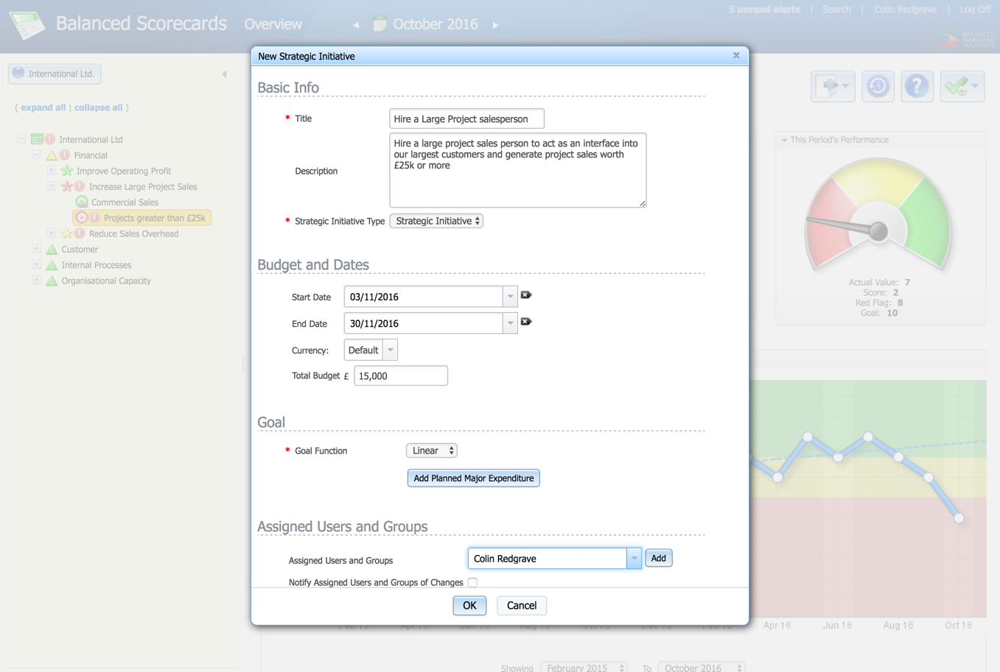 Balanced Scorecards
Overview
October 2016
5 unread alerts | Search | Colin Redgrave | Log Off
BALANCED
SCORECARD
INSTITUTE
International Ltd.
( expand all | collapse all )
International Ltd
Financial
Improve Operating Profit
Increase Large Project Sales
Commercial Sales
Projects greater than £25k
Reduce Sales Overhead
Customer
Internal Processes
Organisational Capacity
New Strategic Initiative
x
Basic Info
* Title
Hire a Large Project salesperson
Description
Hire a large project sales person to act as an interface into
our largest customers and generate project sales worth
£25k or more
* Strategic Initiative Type
Strategic Initiative
Budget and Dates
Start Date
03/11/2016
End Date
30/11/2016
Currency:
Default
Total Budget £
15,000
Goal
* Goal Function
Linear
Add Planned Major Expenditure
Assigned Users and Groups
Assigned Users and Groups
Colin Redgrave
Add
Notify Assigned Users and Groups of Changes
OK
Cancel
This Period's Performance
Actual Value: 7
Score: 2
Red Flag: 8
Goal: 10
Apr 16
Jun 16
Aug 16
Oct 16
Showing
February 2015
To
October 2016